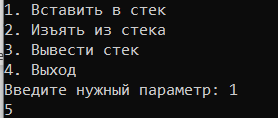 1. Вставить в стек
2. Изъять из стека
3. Вывести стек
4. Выход
Введите нужный параметр: 1
5